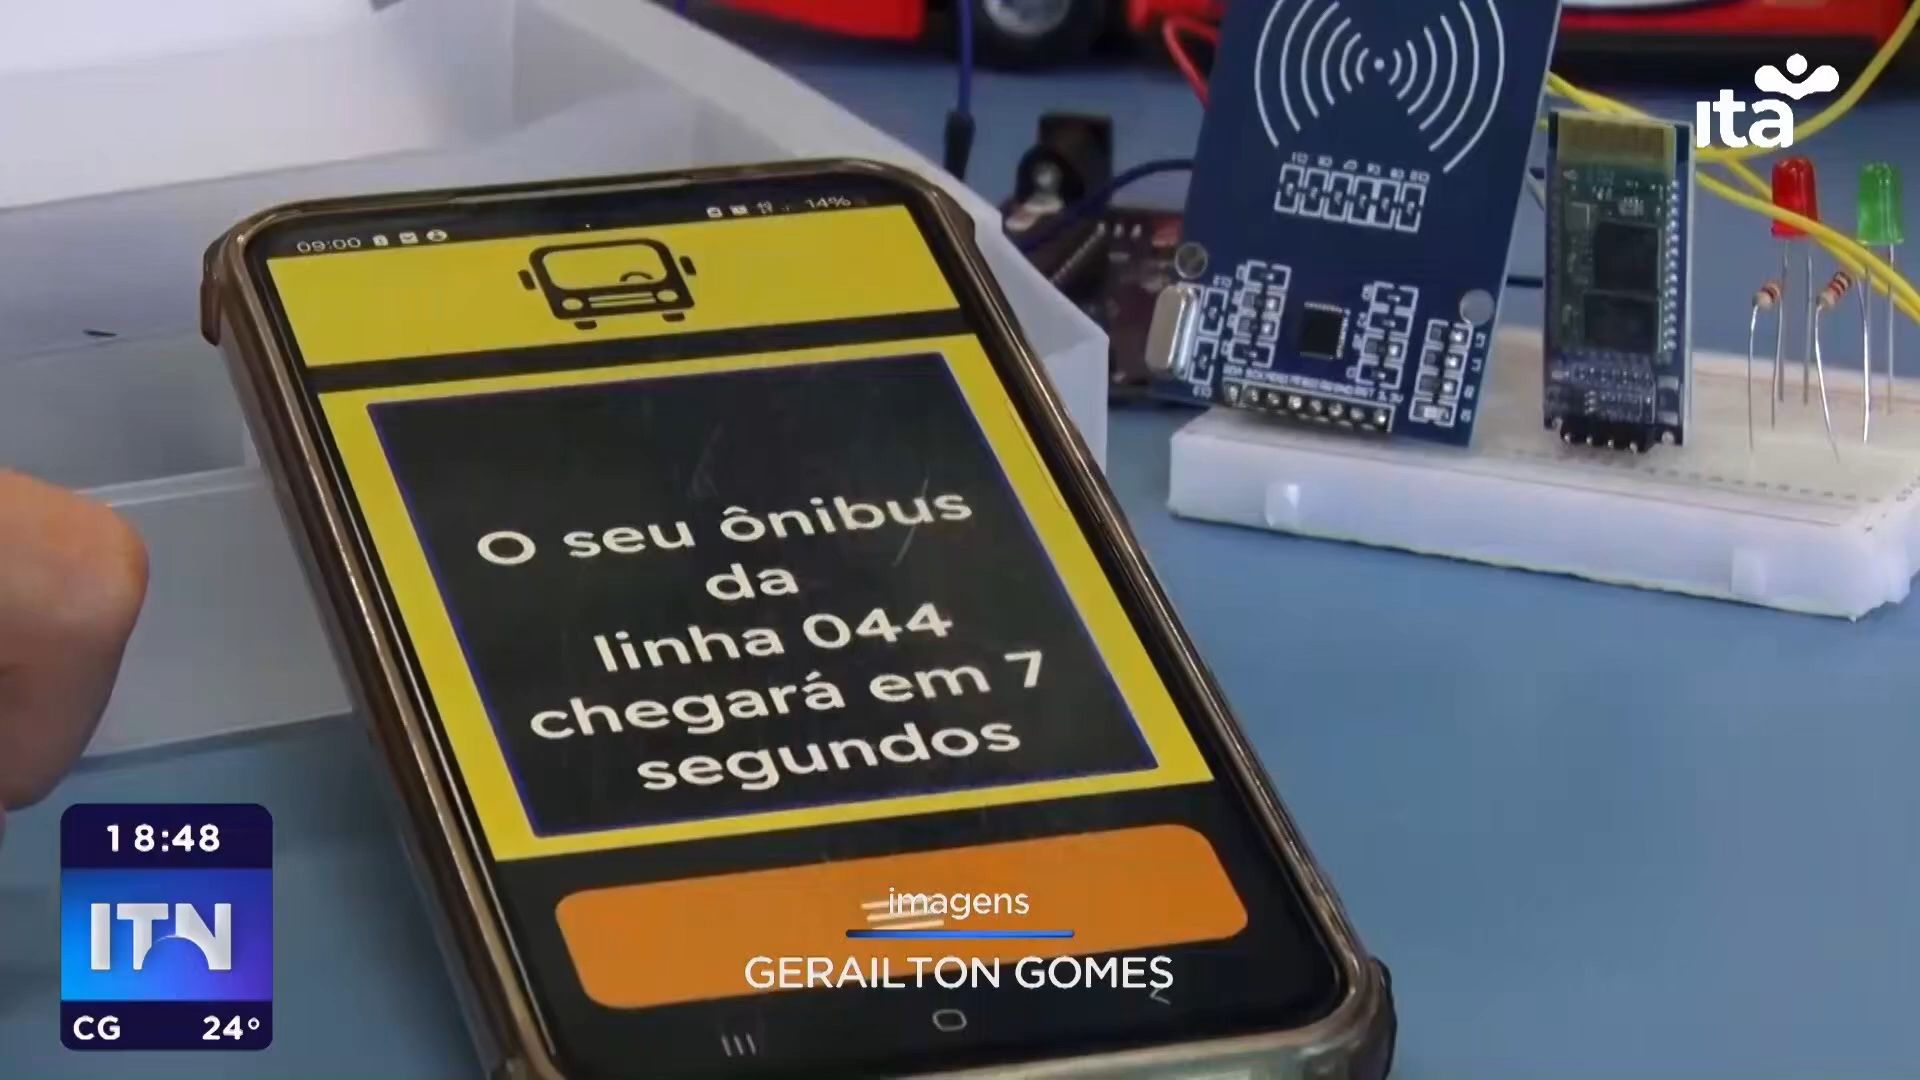 ita
09:00
14%
O seu ônibus
da
linha 044
chegará em 7
segundos
imagens
GERAILTON GOMES
18:48
ITN
CG 24°